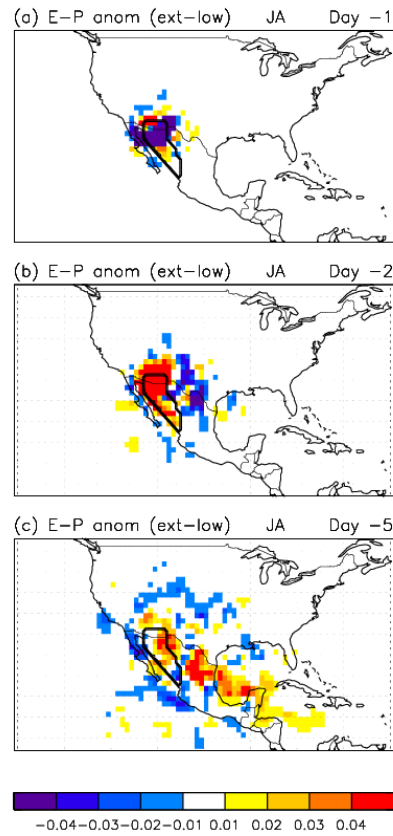 (a) E-P anom (ext-low) JA Day -1
(b) E-P anom (ext-low) JA Day -2
(c) E-P anom (ext-low) JA Day -5
-0.04-0.03-0.02-0.01 0.01 0.02 0.03 0.04